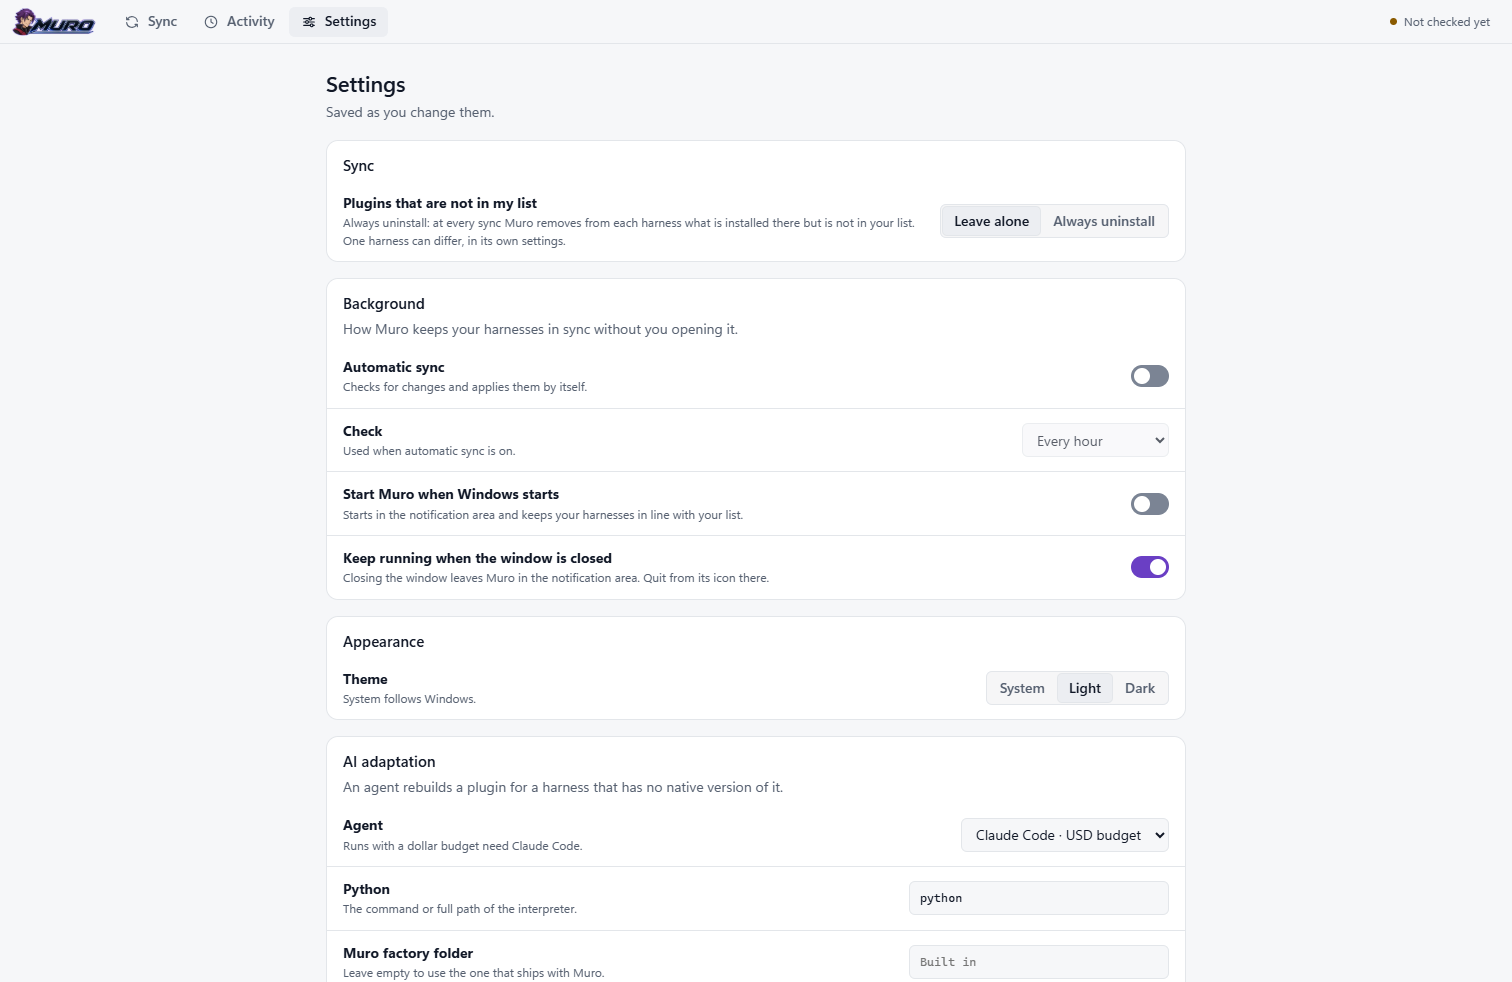 MURO
Sync
Activity
Settings
Not checked yet
Settings
Saved as you change them.
Sync
Plugins that are not in my list
Always uninstall: at every sync Muro removes from each harness what is installed there but is not in your list.
One harness can differ, in its own settings.
Leave alone
Always uninstall
Background
How Muro keeps your harnesses in sync without you opening it.
Automatic sync
Checks for changes and applies them by itself.
Check
Used when automatic sync is on.
Every hour
Start Muro when Windows starts
Starts in the notification area and keeps your harnesses in line with your list.
Keep running when the window is closed
Closing the window leaves Muro in the notification area. Quit from its icon there.
Appearance
Theme
System follows Windows.
System
Light
Dark
AI adaptation
An agent rebuilds a plugin for a harness that has no native version of it.
Agent
Runs with a dollar budget need Claude Code.
Claude Code · USD budget
Python
The command or full path of the interpreter.
python
Muro factory folder
Leave empty to use the one that ships with Muro.
Built in